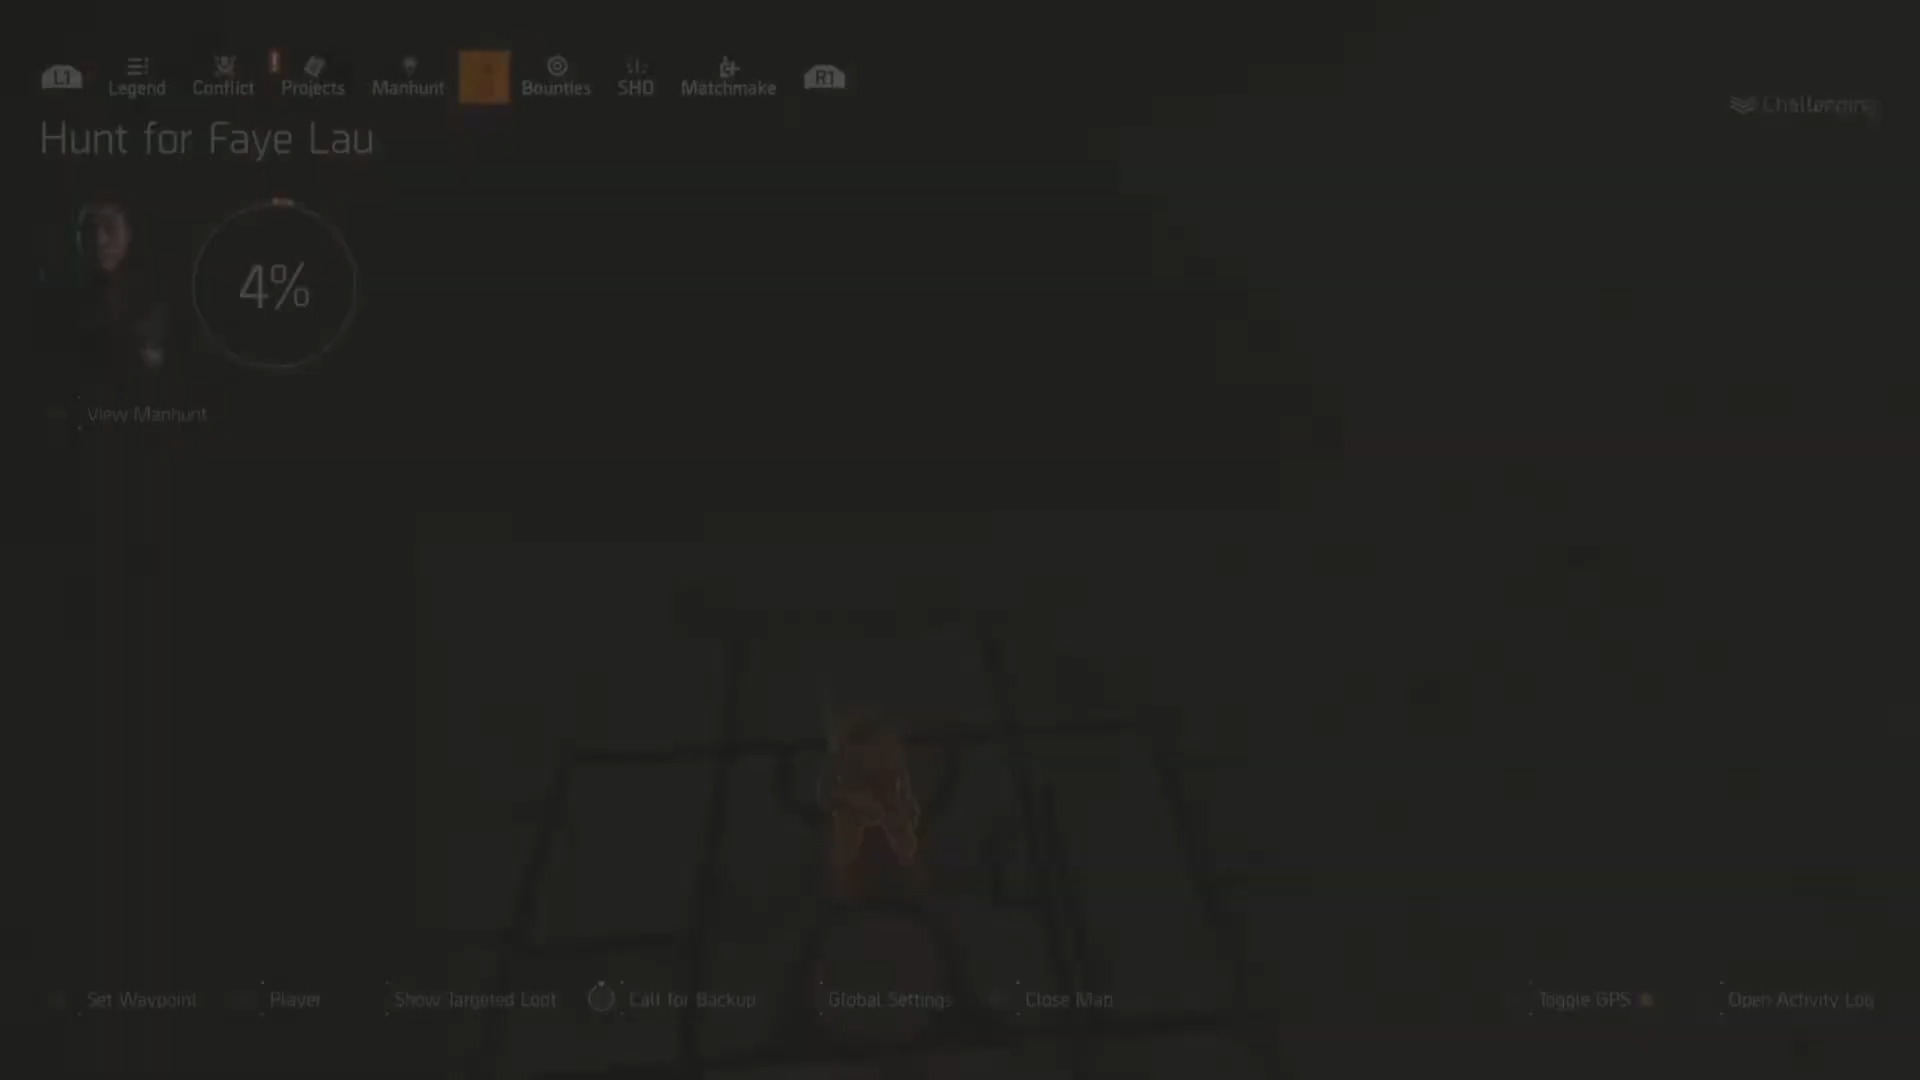 L1 Legend Conflict Projects Manhunt Bounties SHD Matchmake R1
Challenging
Hunt for Faye Lau
4%
View Manhunt
Set Waypoint Player Show Targeted Loot Call for Backup Global Settings Close Map Toggle GPS Open Activity Log